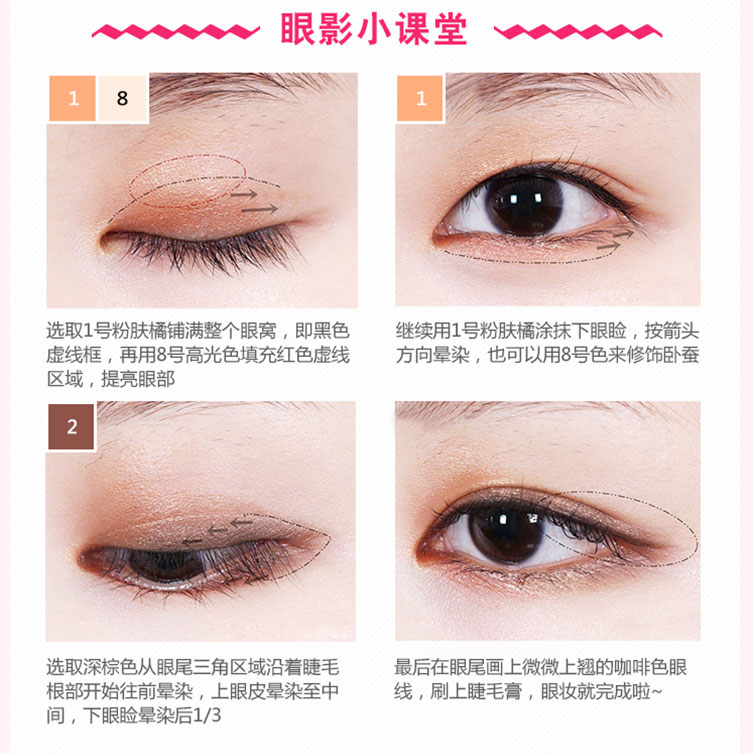 眼影小课堂
1 8
选取1号粉肤橘铺满整个眼窝，即黑色
虚线框，再用8号高光色填充红色虚线
区域，提亮眼部
1
继续用1号粉肤橘涂抹下眼睑，按箭头
方向晕染，也可以用8号色来修饰卧蚕
2
选取深棕色从眼尾三角区域沿着睫毛
根部开始往前晕染，上眼皮晕染至中
间，下眼睑晕染后1/3
最后在眼尾画上微微上翘的咖啡色眼
线，刷上睫毛膏，眼妆就完成啦~